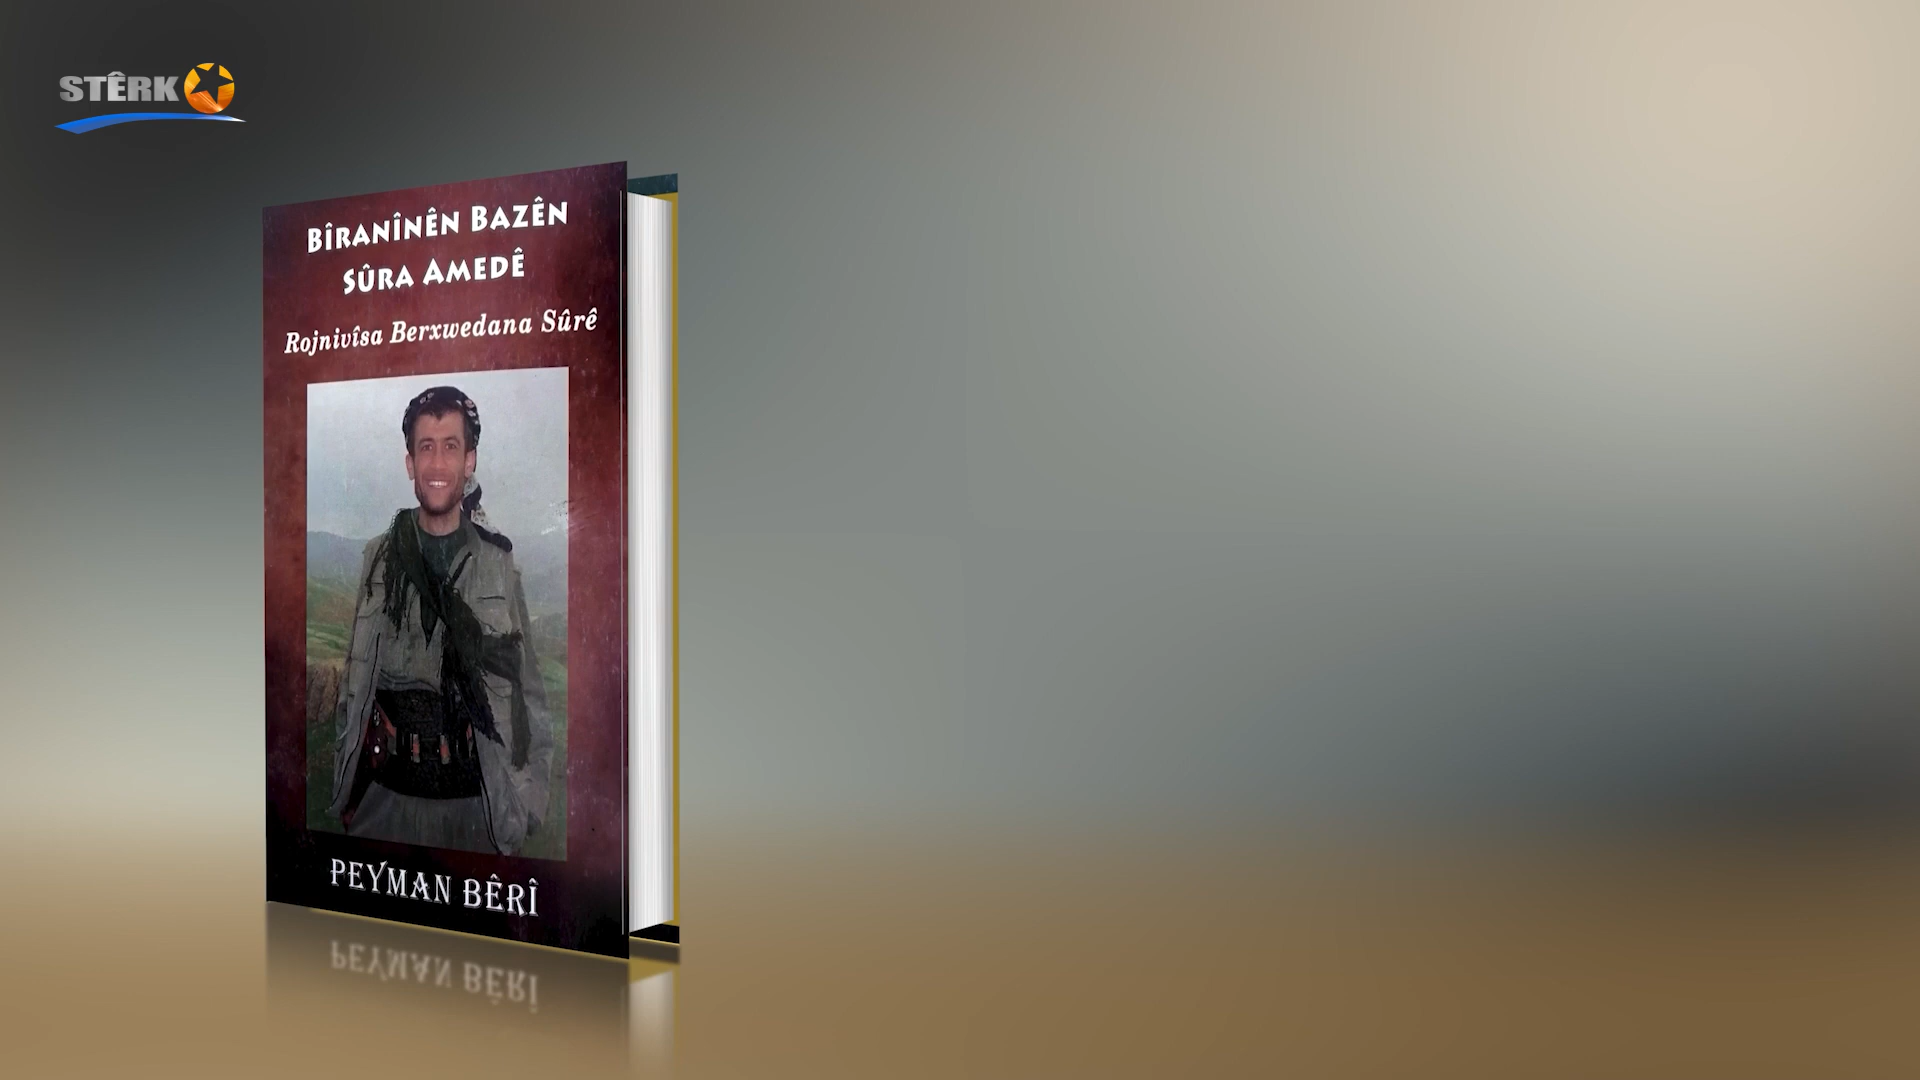 STÊRK
BÎRANÎNÊN BAZÊN
SÛRA AMEDÊ
Rojnivîsa Berxwedana Sûrê
PEYMAN BÊRÎ